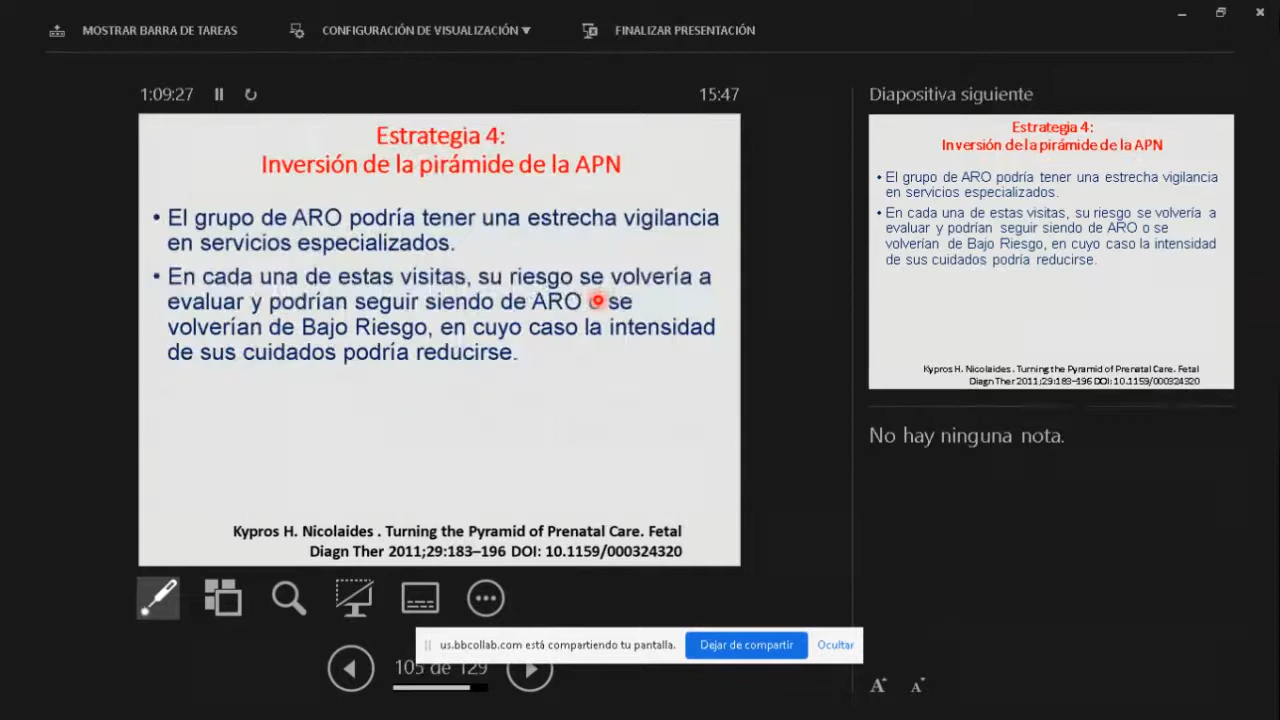 MOSTRAR BARRA DE TAREAS
CONFIGURACIÓN DE VISUALIZACIÓN
FINALIZAR PRESENTACIÓN
1:09:27
15:47
Estrategia 4:
Inversión de la pirámide de la APN
• El grupo de ARO podría tener una estrecha vigilancia
en servicios especializados.
• En cada una de estas visitas, su riesgo se volvería a
evaluar y podrían seguir siendo de ARO o se
volverían de Bajo Riesgo, en cuyo caso la intensidad
de sus cuidados podría reducirse.
Kypros H. Nicolaides . Turning the Pyramid of Prenatal Care. Fetal
Diagn Ther 2011;29:183–196 DOI: 10.1159/000324320
us.bbcollab.com está compartiendo tu pantalla.
Dejar de compartir
Ocultar
105 de 129
Diapositiva siguiente
Estrategia 4:
Inversión de la pirámide de la APN
• El grupo de ARO podría tener una estrecha vigilancia
en servicios especializados.
• En cada una de estas visitas, su riesgo se volvería a
evaluar y podrían seguir siendo de ARO o se
volverían de Bajo Riesgo, en cuyo caso la intensidad
de sus cuidados podría reducirse.
Kypros H. Nicolaides . Turning the Pyramid of Prenatal Care. Fetal
Diagn Ther 2011;29:183–196 DOI: 10.1159/000324320
No hay ninguna nota.
A A